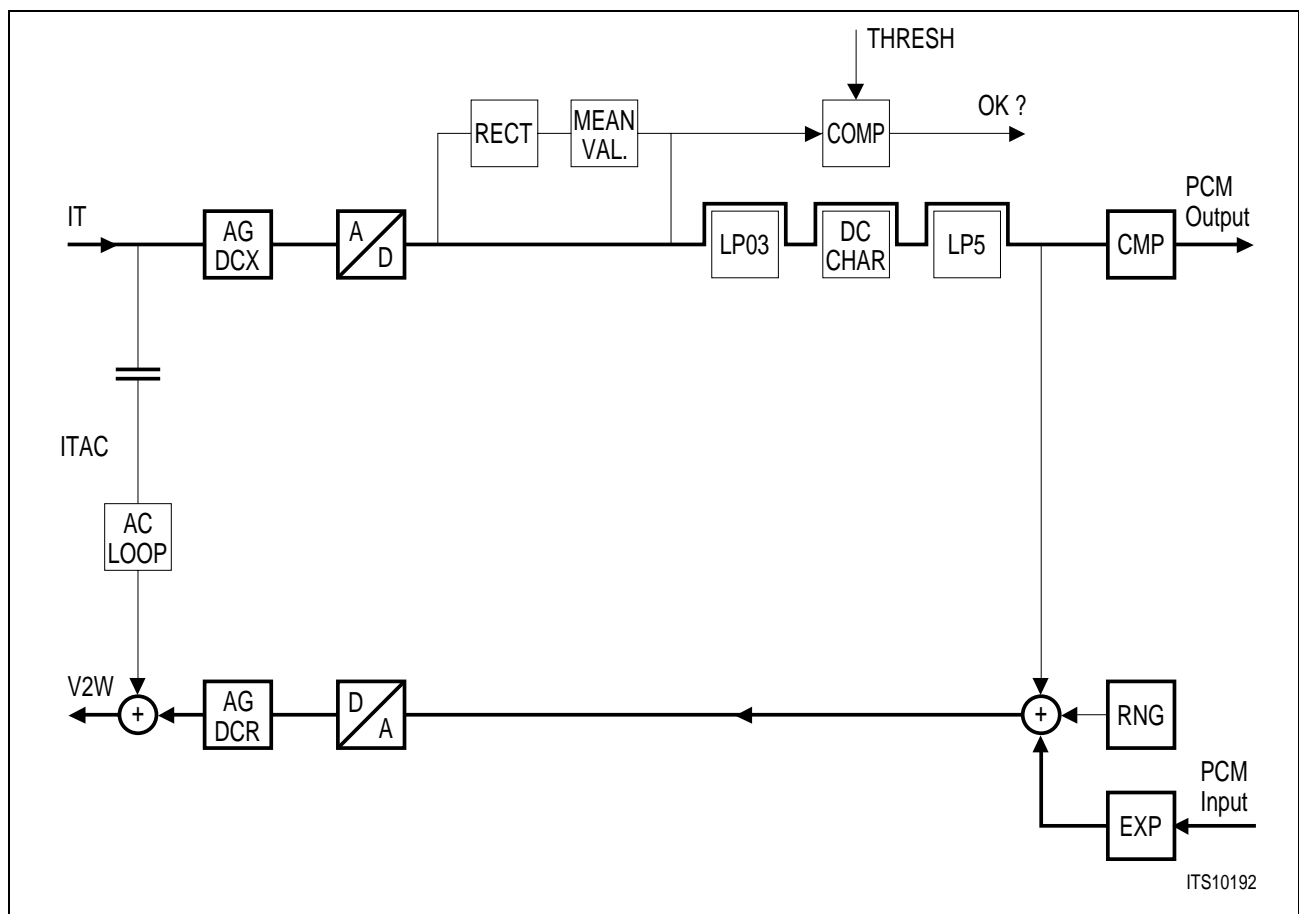 THRESH
OK ?
RECT
MEAN
VAL.
COMP
PCM
Output
IT
AG
DCX
A
D
LP03
DC
CHAR
LP5
CMP
ITAC
AC
LOOP
V2W
+
AG
DCR
D
A
+
RNG
PCM
Input
EXP
ITS10192